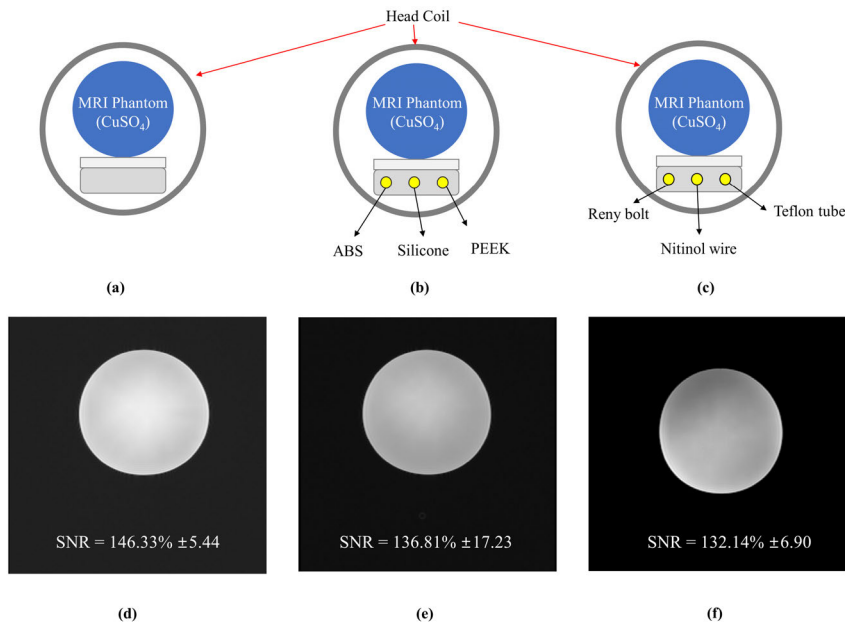 Head Coil
MRI Phantom
(CuSO₄)
MRI Phantom
(CuSO₄)
MRI Phantom
(CuSO₄)
ABS
Silicone
PEEK
Reny bolt
Nitinol wire
Teflon tube
(a)
(b)
(c)
SNR = 146.33% ±5.44
SNR = 136.81% ±17.23
SNR = 132.14% ±6.90
(d)
(e)
(f)